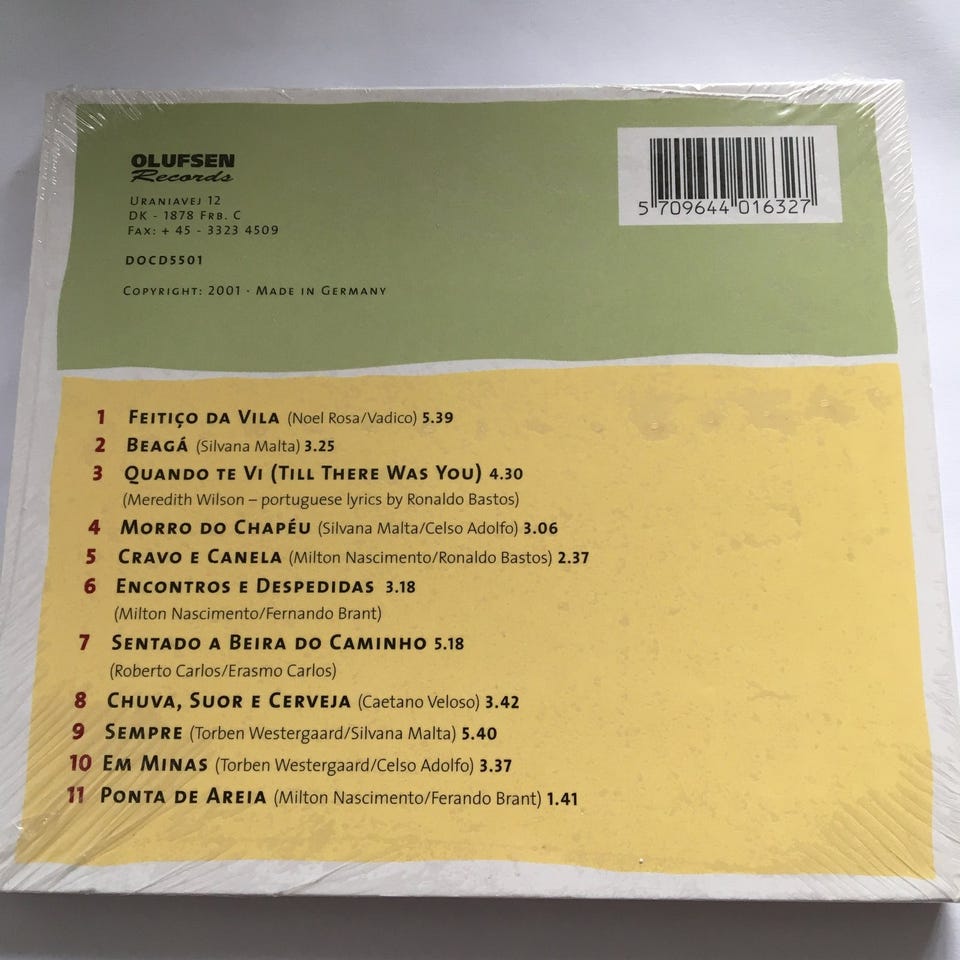 OLUFSEN
Records
URANIAVEJ 12
DK - 1878 FRB. C
FAX: + 45 - 3323 4509
DOCD5501
COPYRIGHT: 2001 · MADE IN GERMANY
5 709644 016327
1 FEITIÇO DA VILA (Noel Rosa/Vadico) 5.39
2 BEAGÁ (Silvana Malta) 3.25
3 QUANDO TE VI (TILL THERE WAS YOU) 4.30
(Meredith Wilson – portuguese lyrics by Ronaldo Bastos)
4 MORRO DO CHAPÉU (Silvana Malta/Celso Adolfo) 3.06
5 CRAVO E CANELA (Milton Nascimento/Ronaldo Bastos) 2.37
6 ENCONTROS E DESPEDIDAS 3.18
(Milton Nascimento/Fernando Brant)
7 SENTADO A BEIRA DO CAMINHO 5.18
(Roberto Carlos/Erasmo Carlos)
8 CHUVA, SUOR E CERVEJA (Caetano Veloso) 3.42
9 SEMPRE (Torben Westergaard/Silvana Malta) 5.40
10 EM MINAS (Torben Westergaard/Celso Adolfo) 3.37
11 PONTA DE AREIA (Milton Nascimento/Ferando Brant) 1.41